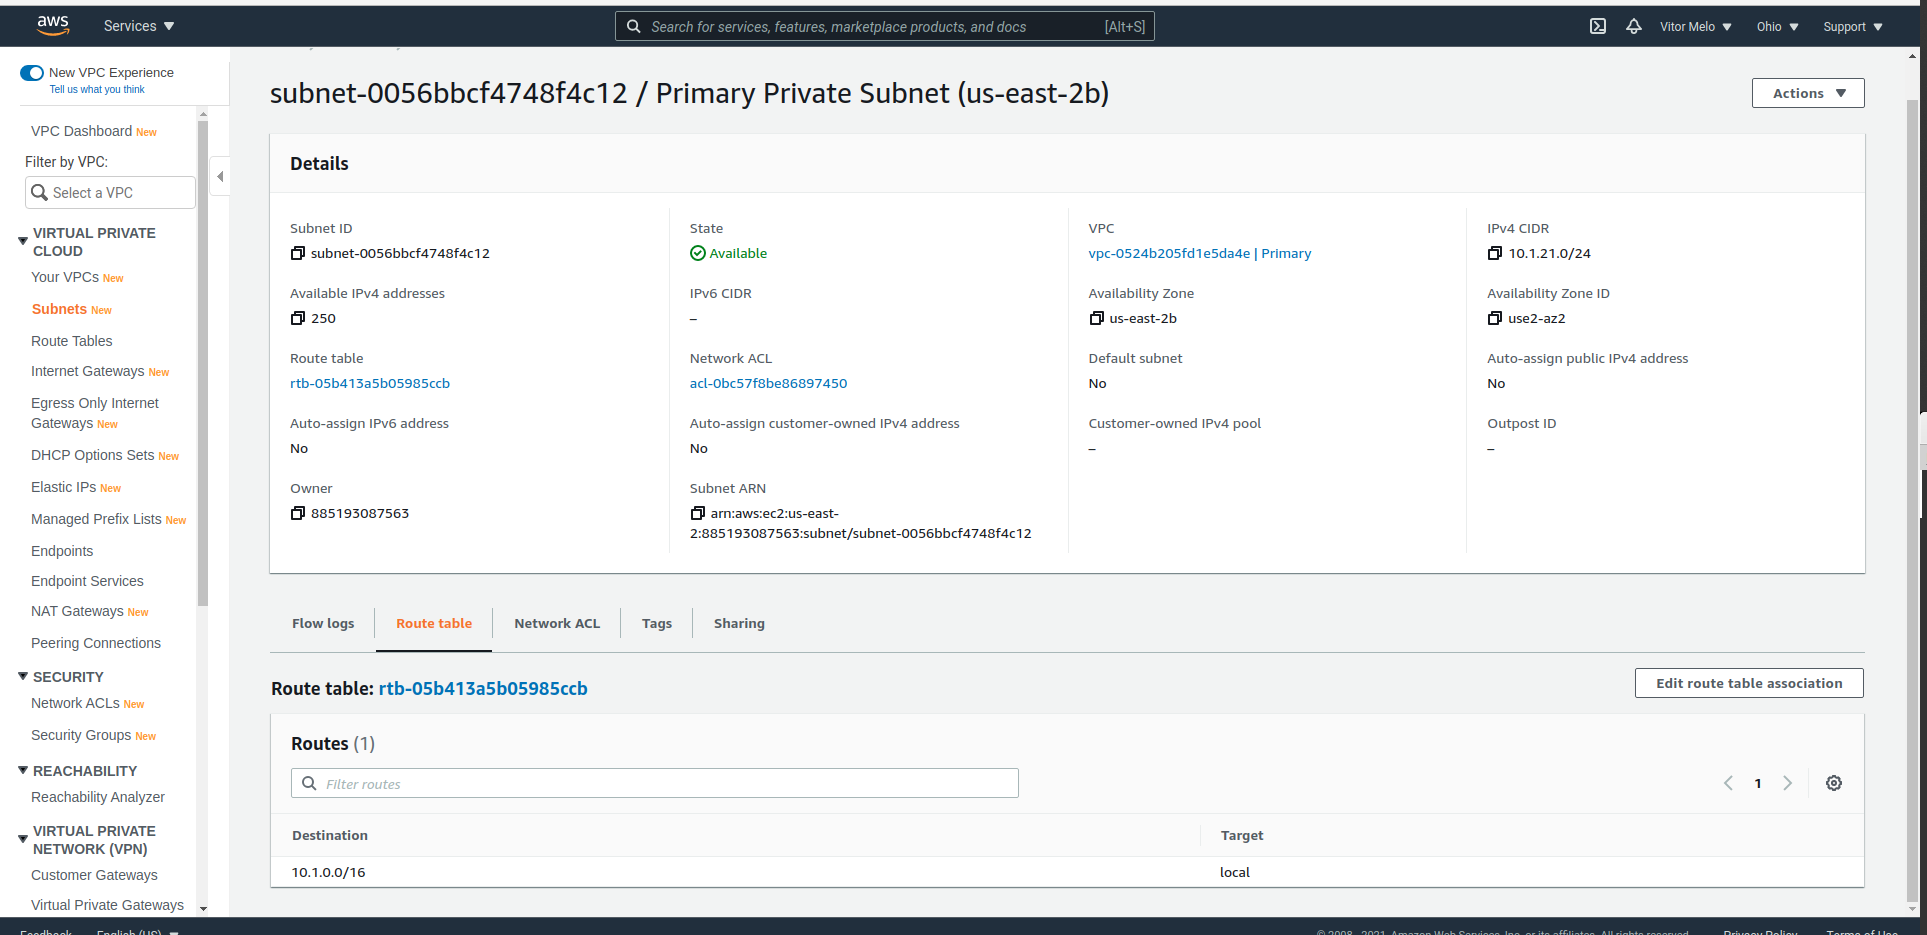 aws Services Search for services, features, marketplace products, and docs [Alt+S] Vitor Melo Ohio Support
New VPC Experience
Tell us what you think
VPC Dashboard New
Filter by VPC:
Select a VPC
VIRTUAL PRIVATE
CLOUD
Your VPCs New
Subnets New
Route Tables
Internet Gateways New
Egress Only Internet
Gateways New
DHCP Options Sets New
Elastic IPs New
Managed Prefix Lists New
Endpoints
Endpoint Services
NAT Gateways New
Peering Connections
SECURITY
Network ACLs New
Security Groups New
REACHABILITY
Reachability Analyzer
VIRTUAL PRIVATE
NETWORK (VPN)
Customer Gateways
Virtual Private Gateways
subnet-0056bbcf4748f4c12 / Primary Private Subnet (us-east-2b)
Actions
Details
Subnet ID
subnet-0056bbcf4748f4c12
State
Available
VPC
vpc-0524b205fd1e5da4e | Primary
IPv4 CIDR
10.1.21.0/24
Available IPv4 addresses
250
IPv6 CIDR
–
Availability Zone
us-east-2b
Availability Zone ID
use2-az2
Route table
rtb-05b413a5b05985ccb
Network ACL
acl-0bc57f8be86897450
Default subnet
No
Auto-assign public IPv4 address
No
Auto-assign IPv6 address
No
Auto-assign customer-owned IPv4 address
No
Customer-owned IPv4 pool
–
Outpost ID
–
Owner
885193087563
Subnet ARN
arn:aws:ec2:us-east-
2:885193087563:subnet/subnet-0056bbcf4748f4c12
Flow logs Route table Network ACL Tags Sharing
Route table: rtb-05b413a5b05985ccb
Edit route table association
Routes (1)
Filter routes
1
Destination Target
10.1.0.0/16 local
Feedback English (US) © 2008 - 2021, Amazon Web Services, Inc. or its affiliates. All rights reserved. Privacy Policy Terms of Use